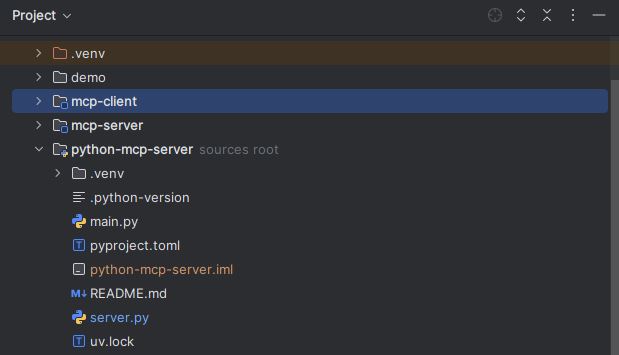 Project
.venv
demo
mcp-client
mcp-server
python-mcp-server sources root
.venv
.python-version
main.py
pyproject.toml
python-mcp-server.iml
README.md
server.py
uv.lock